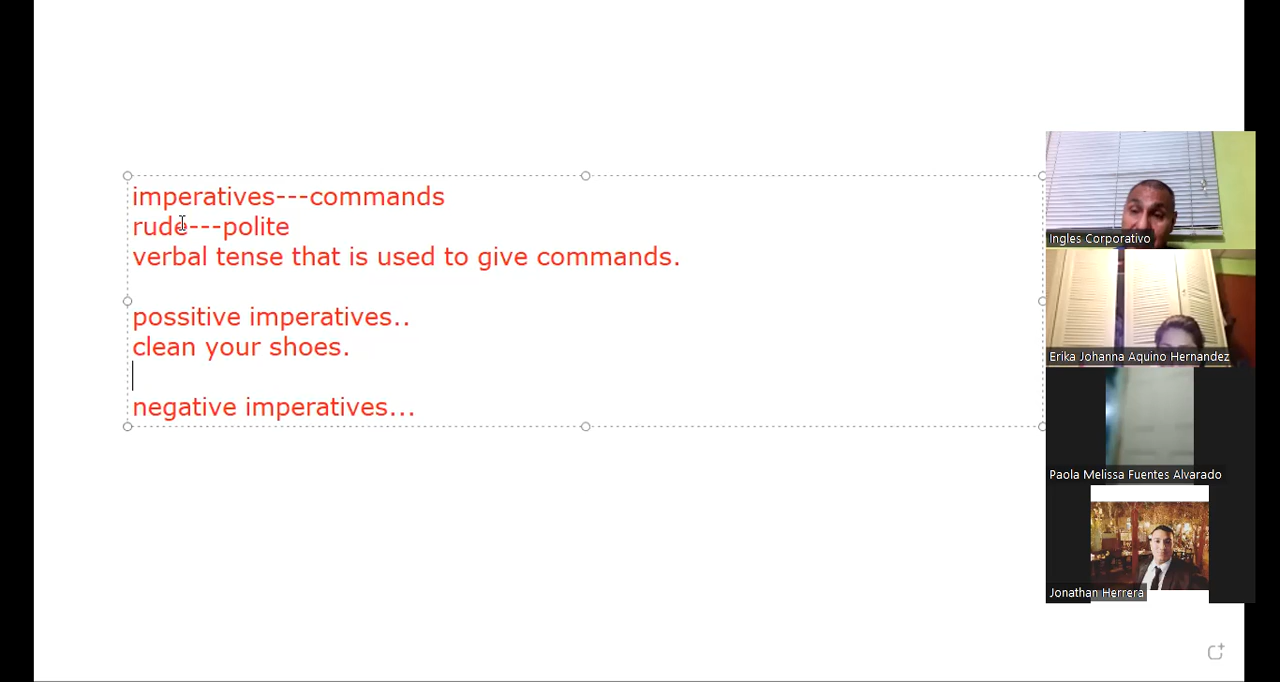 imperatives---commands
rude---polite
verbal tense that is used to give commands.
possitive imperatives..
clean your shoes.
negative imperatives...
Ingles Corporativo
Erika Johanna Aquino Hernandez
Paola Melissa Fuentes Alvarado
Jonathan Herrera